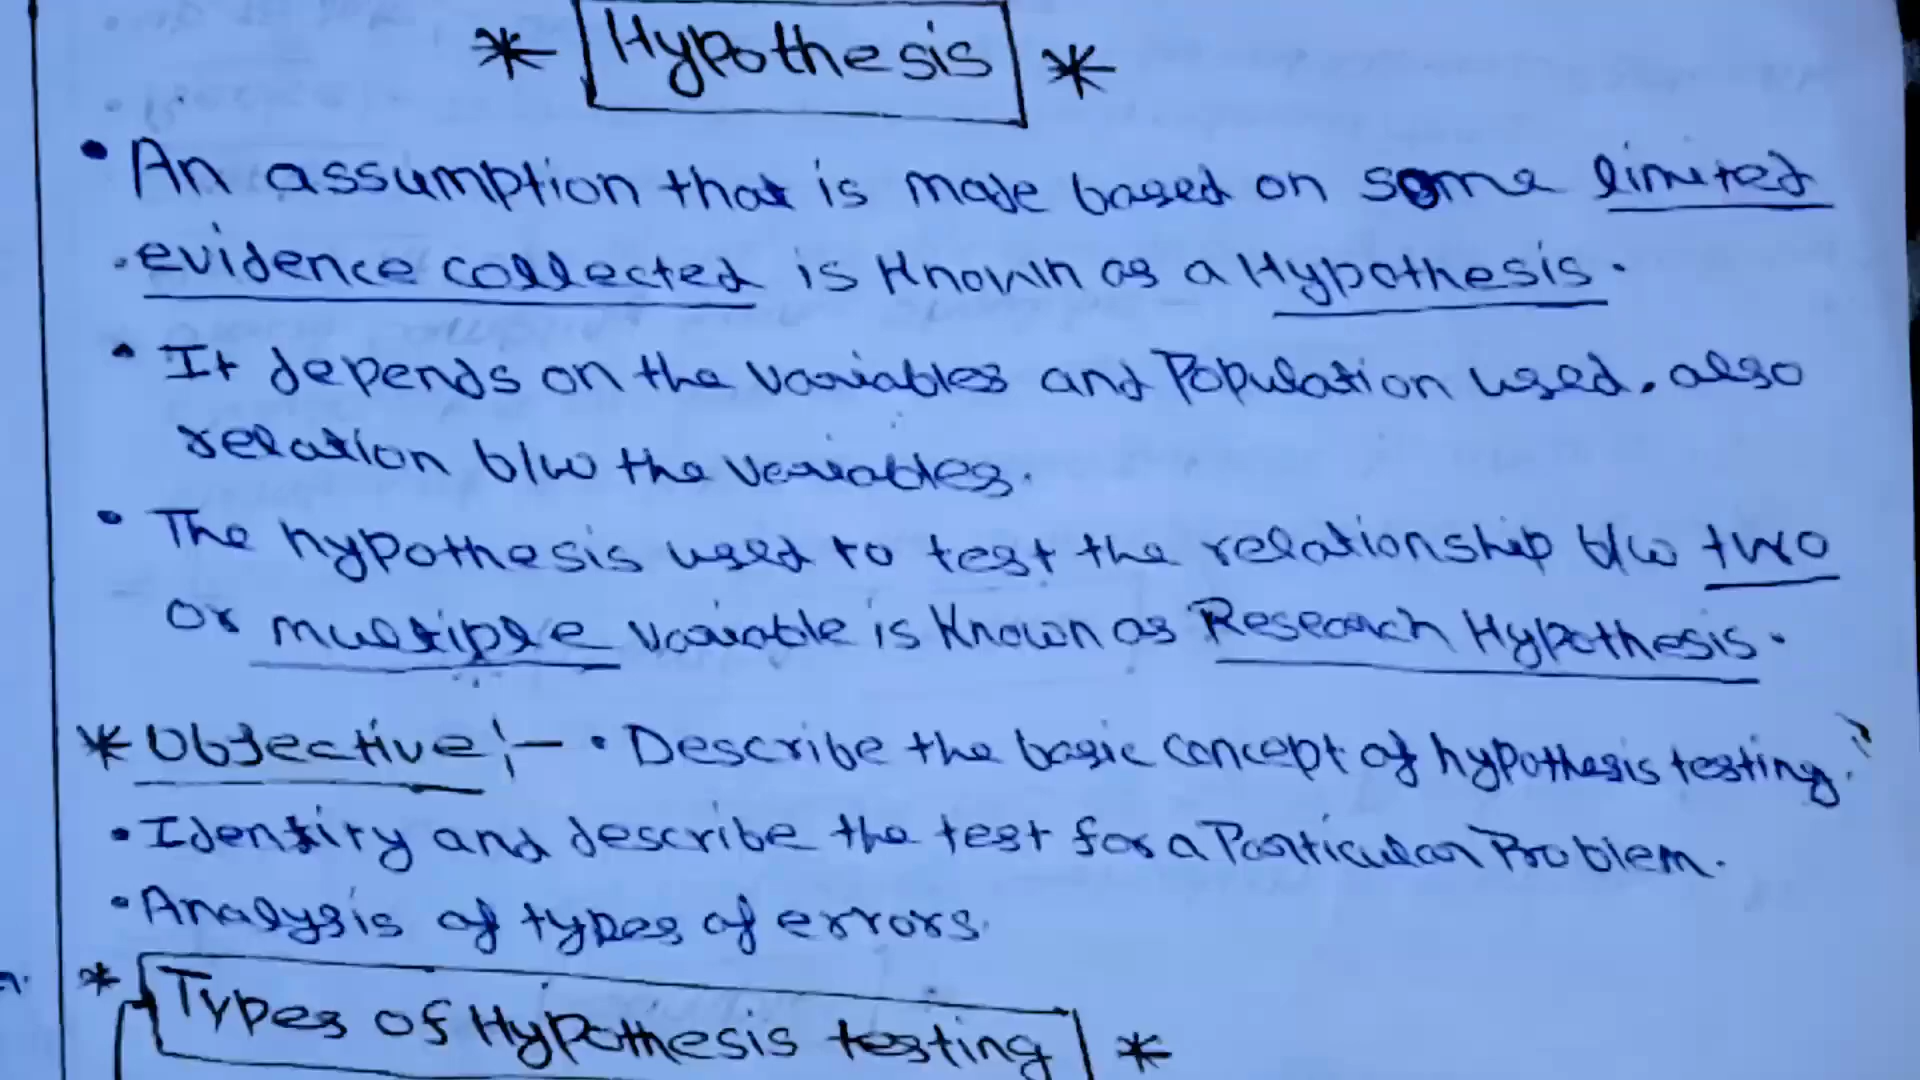 * Hypothesis *
• An assumption that is made based on some limited
evidence collected is known as a Hypothesis.
• It depends on the variables and Population used. also
relation b/w the variables.
• The hypothesis used to test the relationship b/w two
or multiple variable is known as Research Hypothesis.
* Objective :- • Describe the basic concept of hypothesis testing.
• Identity and describe the test for a Particular Problem.
• Analysis of types of errors.
* Types of Hypothesis testing *